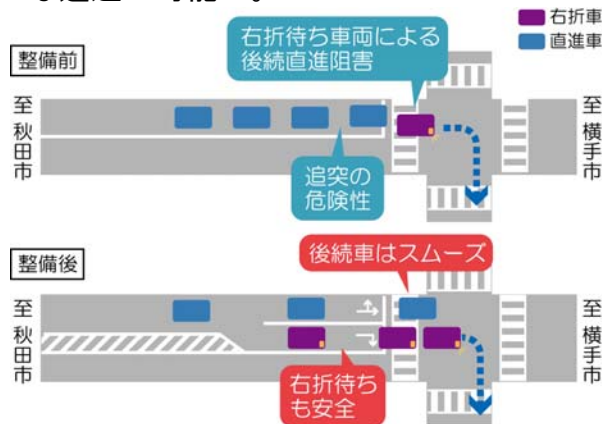 右折車
直進車
整備前
右折待ち車両による
後続直進阻害
至秋田市
至横手市
追突の
危険性
整備後
後続車はスムーズ
至秋田市
至横手市
右折待ち
も安全